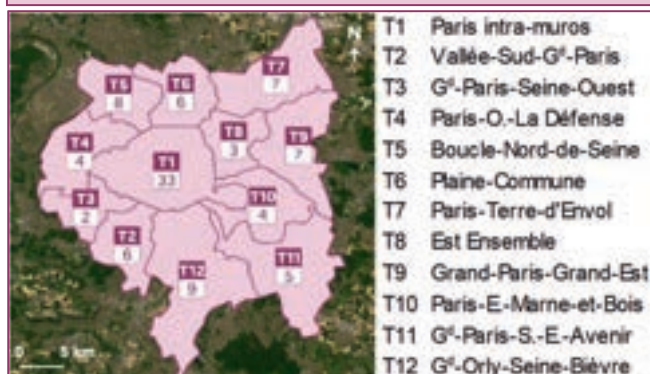 T1 Paris intra-muros
T2 Vallée-Sud-Gᵈ-Paris
T3 Gᵈ-Paris-Seine-Ouest
T4 Paris-O.-La Défense
T5 Boucle-Nord-de-Seine
T6 Plaine-Commune
T7 Paris-Terre-d'Envol
T8 Est Ensemble
T9 Grand-Paris-Grand-Est
T10 Paris-E.-Marne-et-Bois
T11 Gᵈ-Paris-S.-E.-Avenir
T12 Gᵈ-Orly-Seine-Bièvre
N
T7
7
T5
8
T6
6
T8
3
T9
7
T4
4
T1
33
T3
2
T10
4
T2
6
T12
9
T11
5
0 5 km